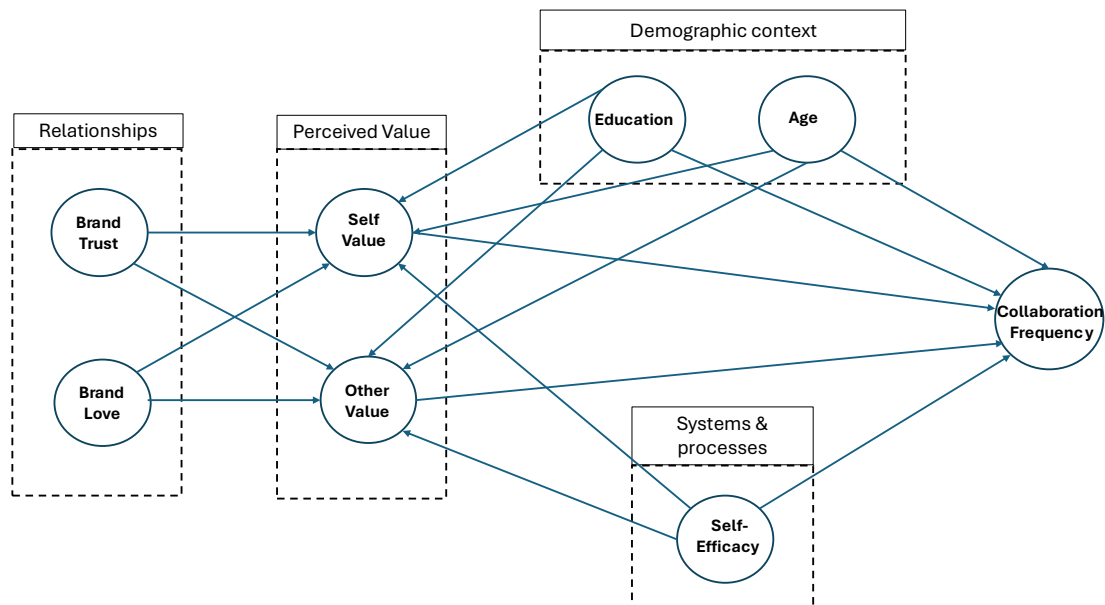 Demographic context
Relationships
Perceived Value
Education
Age
Brand
Trust
Self
Value
Collaboration
Frequency
Brand
Love
Other
Value
Systems &
processes
Self-
Efficacy